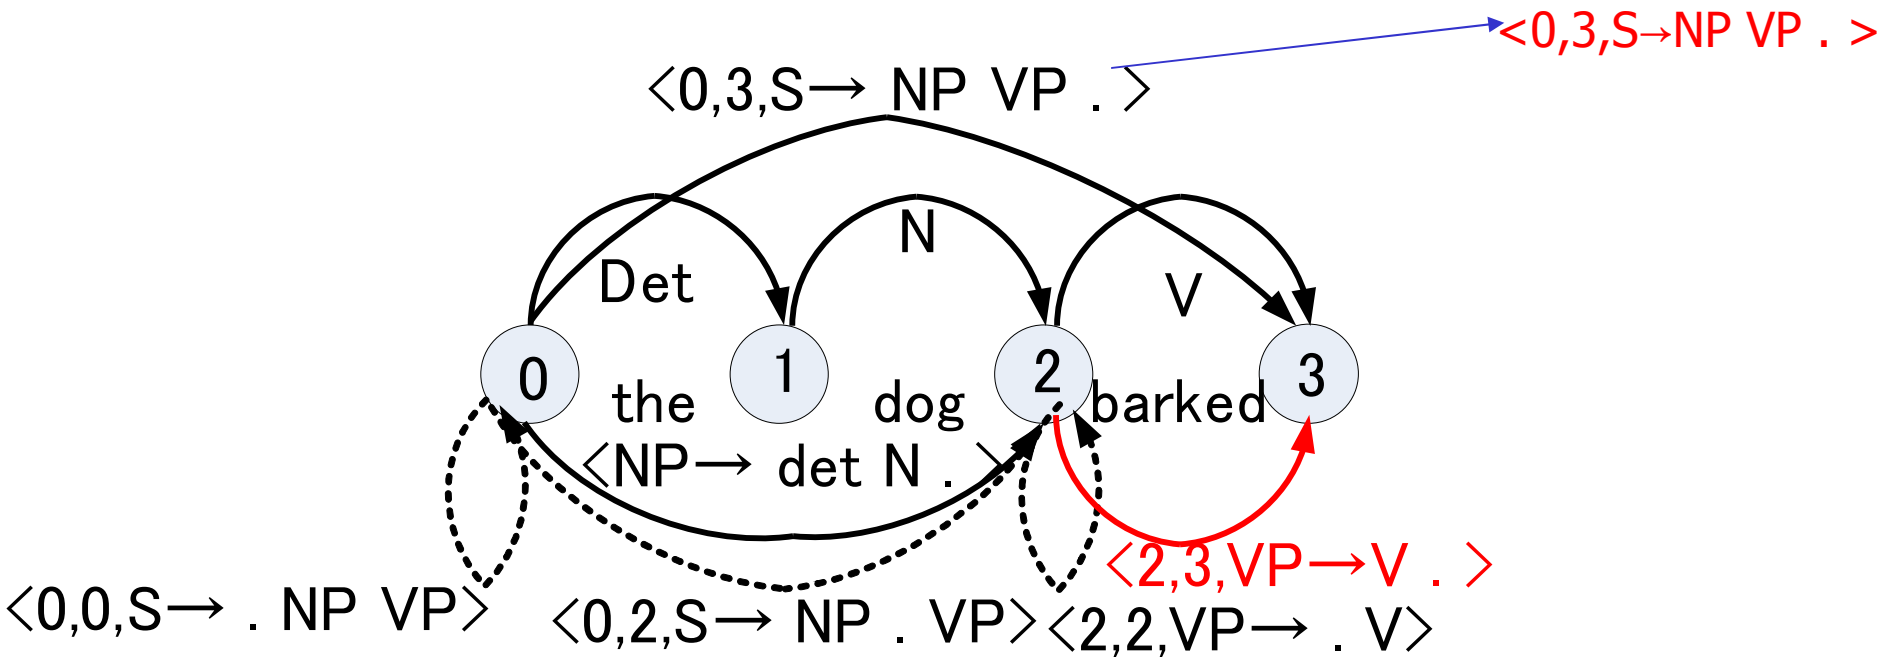 <0,3,S→NP VP . >
<0,3,S→ NP VP . >
N
Det
V
0
1
2
3
the dog barked
<NP→ det N . >
<2,3,VP→V . >
<0,0,S→ . NP VP>
<0,2,S→ NP . VP>
<2,2,VP→ . V>